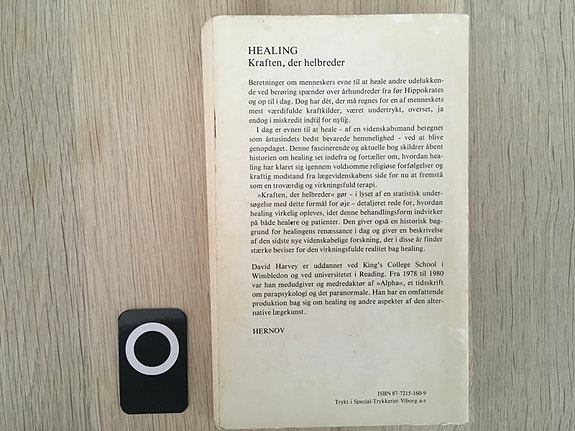 HEALING
Kraften, der helbreder
Beretninger om menneskers evne til at heale andre udelukken-
de ved berøring spænder over århundreder fra før Hippokrates
og op til i dag. Dog har dét, der må regnes for en af menneskets
mest værdifulde kraftkilder, været undertrykt, overset, ja
endog i miskredit indtil for nylig.
I dag er evnen til at heale – af en videnskabsmand betegnet
som årtusindets bedst bevarede hemmelighed – ved at blive
genopdaget. Denne fascinerende og aktuelle bog skildrer åbent
historien om healing set indefra og fortæller om, hvordan hea-
ling har klaret sig igennem voldsomme religiøse forfølgelser og
kraftig modstand fra lægevidenskabens side for nu at fremstå
som en troværdig og virkningsfuld terapi.
»Kraften, der helbreder« gør – i lyset af en statistisk under-
søgelse med dette formål for øje – detaljeret rede for, hvordan
healing virkelig opleves, idet denne behandlingsform indvirker
på både healere og patienter. Den giver også en historisk bag-
grund for healingens renæssance i dag og giver en beskrivelse
af den sidste nye videnskabelige forskning, der i disse år finder
stærke beviser for den virkningsfulde realitet bag healing.
David Harvey er uddannet ved King's College School i
Wimbledon og ved universitetet i Reading. Fra 1978 til 1980
var han medudgiver og medredaktør af »Alpha«, et tidsskrift
om parapsykologi og det paranormale. Han har en omfattende
produktion bag sig om healing og andre aspekter af den alter-
native lægekunst.
HERNOV
ISBN 87-7215-160-9
Trykt i Special-Trykkeriet Viborg a-s